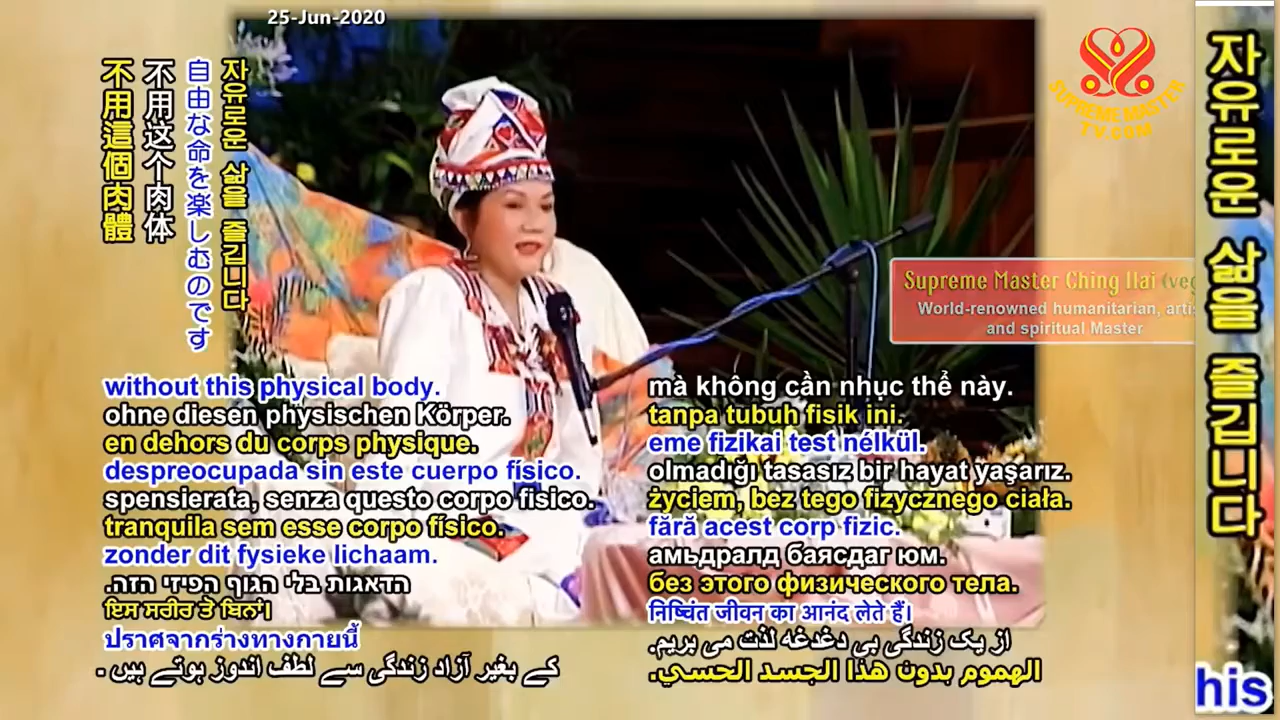 25-Jun-2020
SUPREME MASTER
TV.COM
자유로운 삶을 즐깁니다
自由な命を楽しむのです
不用这个肉体
不用這個肉體
Supreme Master Ching Hai (veg
World-renowned humanitarian, artis
and spiritual Master
without this physical body.
ohne diesen physischen Körper.
en dehors du corps physique.
despreocupada sin este cuerpo físico.
spensierata, senza questo corpo fisico.
tranquila sem esse corpo físico.
zonder dit fysieke lichaam.
הדאגות בלי הגוף הפיזי הזה.
ਇਸ ਸਰੀਰ ਤੋਂ ਬਿਨਾਂ।
ปราศจากร่างทางกายนี้
کے بغیر آزاد زندگی سے لطف اندوز ہوتے ہیں۔
mà không cần nhục thể này.
tanpa tubuh fisik ini.
eme fizikai test nélkül.
olmadığı tasasız bir hayat yaşarız.
życiem, bez tego fizycznego ciała.
fără acest corp fizic.
амьдралд баясдаг юм.
без этого физического тела.
निश्चिंत जीवन का आनंद लेते हैं।
از یک زندگی بی دغدغه لذت می بریم.
الهموم بدون هذا الجسد الحسي.
자유로운 삶을 즐깁니다
his